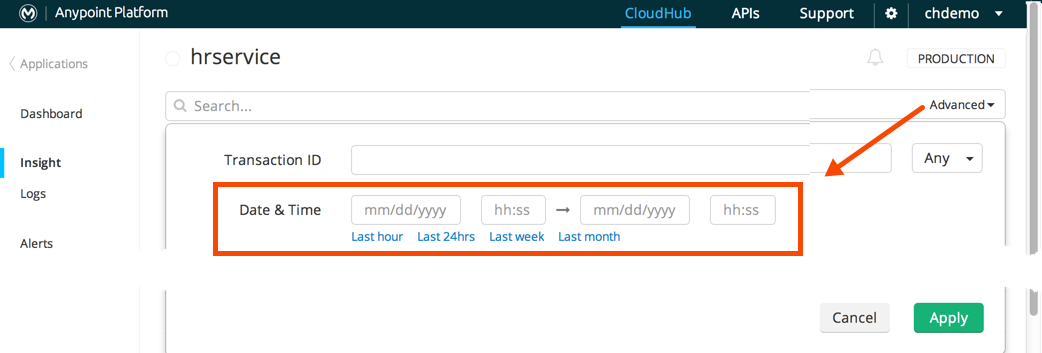 Anypoint Platform CloudHub APIs Support chdemo
Applications
hrservice PRODUCTION
Search... Advanced
Dashboard
Transaction ID Any
Insight
Logs
Date & Time mm/dd/yyyy hh:ss → mm/dd/yyyy hh:ss
Last hour Last 24hrs Last week Last month
Alerts
Cancel Apply